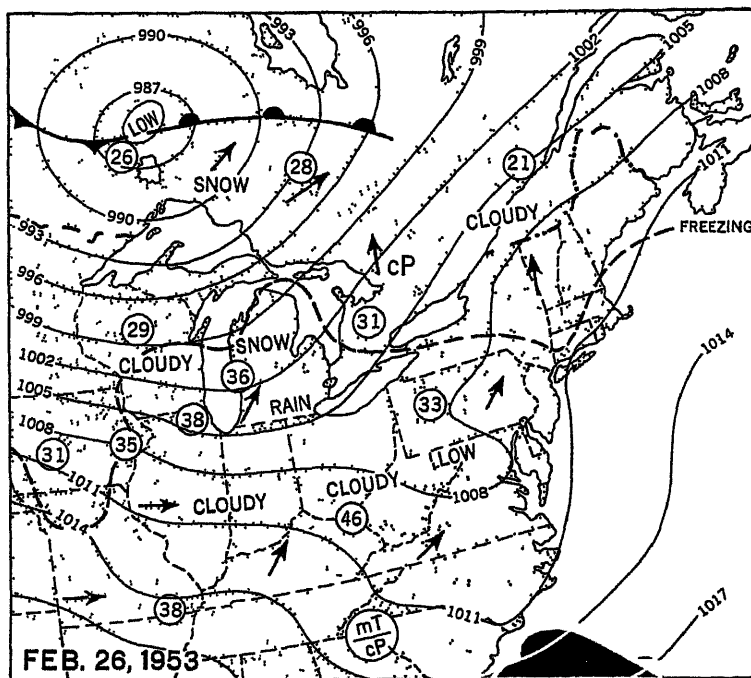 990
993
996
999
1002
1005
1008
1011
987
LOW
26
SNOW
28
21
CLOUDY
FREEZING
990
993
996
999
1002
1005
1008
1011
1014
cP
31
29
CLOUDY
SNOW
36
RAIN
38
35
31
33
LOW
1008
1014
CLOUDY
CLOUDY
46
38
1011
mT
cP
1017
FEB. 26, 1953